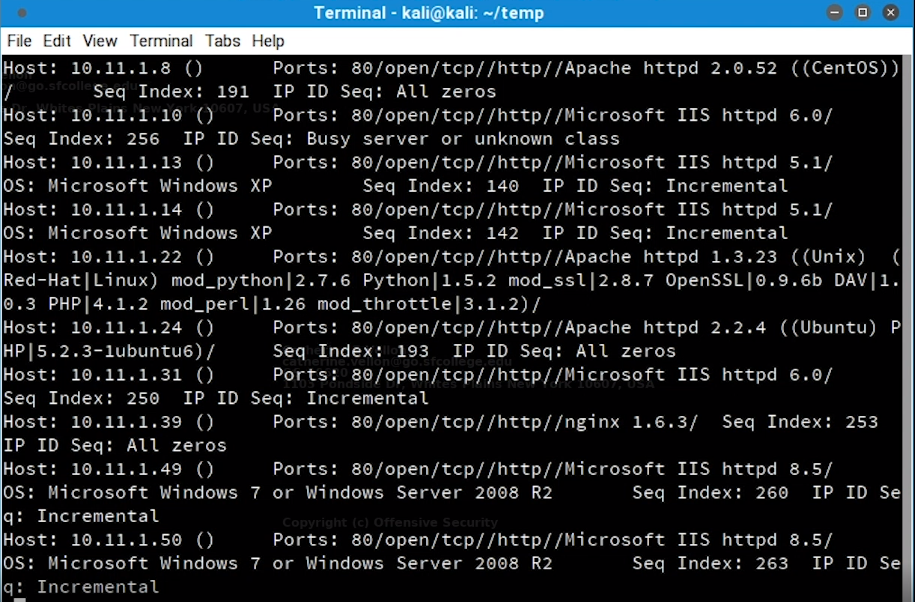 Terminal - kali@kali: ~/temp
File Edit View Terminal Tabs Help
Host: 10.11.1.8 () Ports: 80/open/tcp//http//Apache httpd 2.0.52 ((CentOS))
/ Seq Index: 191 IP ID Seq: All zeros
Host: 10.11.1.10 () Ports: 80/open/tcp//http//Microsoft IIS httpd 6.0/
Seq Index: 256 IP ID Seq: Busy server or unknown class
Host: 10.11.1.13 () Ports: 80/open/tcp//http//Microsoft IIS httpd 5.1/
OS: Microsoft Windows XP Seq Index: 140 IP ID Seq: Incremental
Host: 10.11.1.14 () Ports: 80/open/tcp//http//Microsoft IIS httpd 5.1/
OS: Microsoft Windows XP Seq Index: 142 IP ID Seq: Incremental
Host: 10.11.1.22 () Ports: 80/open/tcp//http//Apache httpd 1.3.23 ((Unix) (
Red-Hat|Linux) mod_python|2.7.6 Python|1.5.2 mod_ssl|2.8.7 OpenSSL|0.9.6b DAV|1.
0.3 PHP|4.1.2 mod_perl|1.26 mod_throttle|3.1.2)/
Host: 10.11.1.24 () Ports: 80/open/tcp//http//Apache httpd 2.2.4 ((Ubuntu) P
HP|5.2.3-1ubuntu6)/ Seq Index: 193 IP ID Seq: All zeros
Host: 10.11.1.31 () Ports: 80/open/tcp//http//Microsoft IIS httpd 6.0/
Seq Index: 250 IP ID Seq: Incremental
Host: 10.11.1.39 () Ports: 80/open/tcp//http//nginx 1.6.3/ Seq Index: 253
IP ID Seq: All zeros
Host: 10.11.1.49 () Ports: 80/open/tcp//http//Microsoft IIS httpd 8.5/
OS: Microsoft Windows 7 or Windows Server 2008 R2 Seq Index: 260 IP ID Se
q: Incremental
Copyright (c) Offensive Security
Host: 10.11.1.50 () Ports: 80/open/tcp//http//Microsoft IIS httpd 8.5/
OS: Microsoft Windows 7 or Windows Server 2008 R2 Seq Index: 263 IP ID Se
q: Incremental